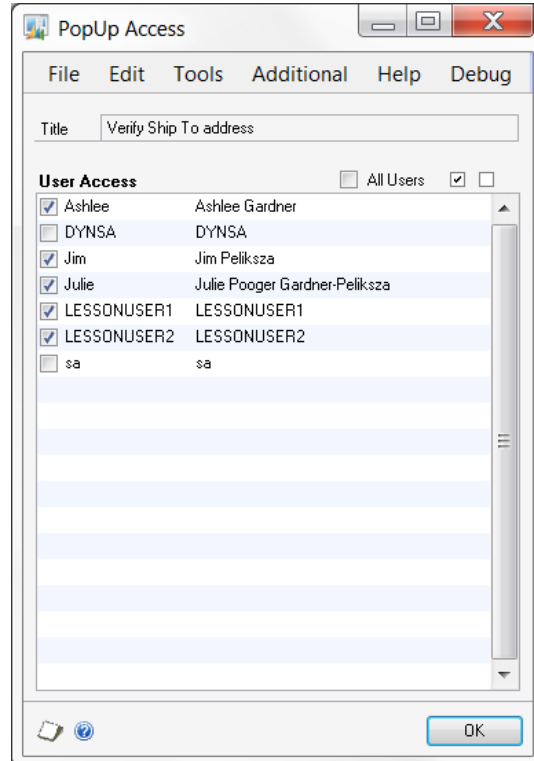 PopUp Access
File Edit Tools Additional Help Debug
Title Verify Ship To address
User Access All Users
Ashlee Ashlee Gardner
DYNSA DYNSA
Jim Jim Peliksza
Julie Julie Pooger Gardner-Peliksza
LESSONUSER1 LESSONUSER1
LESSONUSER2 LESSONUSER2
sa sa
OK